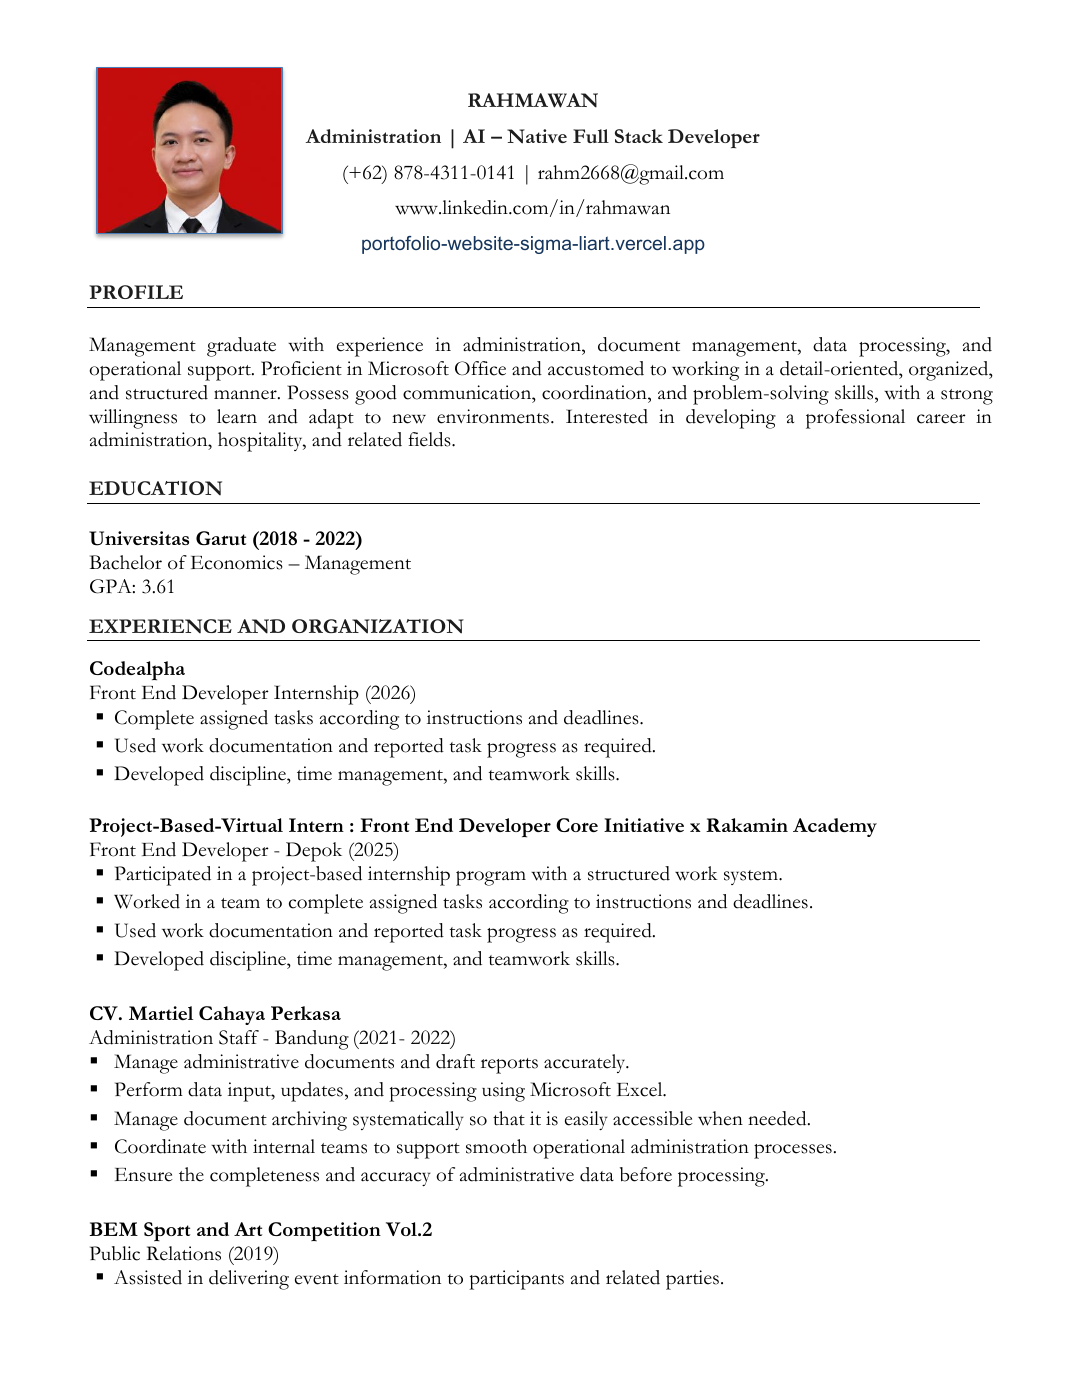 RAHMAWAN
Administration | AI – Native Full Stack Developer
(+62) 878-4311-0141 | rahm2668@gmail.com
www.linkedin.com/in/rahmawan
portofolio-website-sigma-liart.vercel.app
PROFILE
Management graduate with experience in administration, document management, data processing, and
operational support. Proficient in Microsoft Office and accustomed to working in a detail-oriented, organized,
and structured manner. Possess good communication, coordination, and problem-solving skills, with a strong
willingness to learn and adapt to new environments. Interested in developing a professional career in
administration, hospitality, and related fields.
EDUCATION
Universitas Garut (2018 - 2022)
Bachelor of Economics – Management
GPA: 3.61
EXPERIENCE AND ORGANIZATION
Codealpha
Front End Developer Internship (2026)
▪ Complete assigned tasks according to instructions and deadlines.
▪ Used work documentation and reported task progress as required.
▪ Developed discipline, time management, and teamwork skills.
Project-Based-Virtual Intern : Front End Developer Core Initiative x Rakamin Academy
Front End Developer - Depok (2025)
▪ Participated in a project-based internship program with a structured work system.
▪ Worked in a team to complete assigned tasks according to instructions and deadlines.
▪ Used work documentation and reported task progress as required.
▪ Developed discipline, time management, and teamwork skills.
CV. Martiel Cahaya Perkasa
Administration Staff - Bandung (2021- 2022)
▪ Manage administrative documents and draft reports accurately.
▪ Perform data input, updates, and processing using Microsoft Excel.
▪ Manage document archiving systematically so that it is easily accessible when needed.
▪ Coordinate with internal teams to support smooth operational administration processes.
▪ Ensure the completeness and accuracy of administrative data before processing.
BEM Sport and Art Competition Vol.2
Public Relations (2019)
▪ Assisted in delivering event information to participants and related parties.